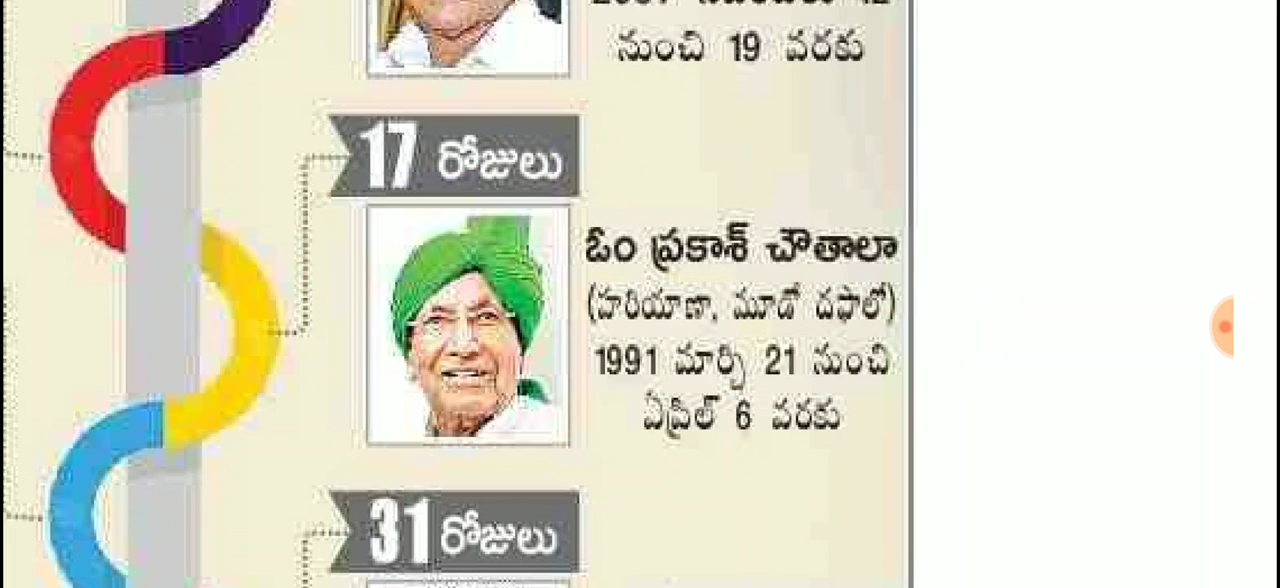 నుంచి 19 వరకు
17 రోజులు
ఓం ప్రకాశ్ చౌతాలా
(హరియాణా, మూడో దఫాలో)
1991 మార్చి 21 నుంచి
ఏప్రిల్ 6 వరకు
31 రోజులు